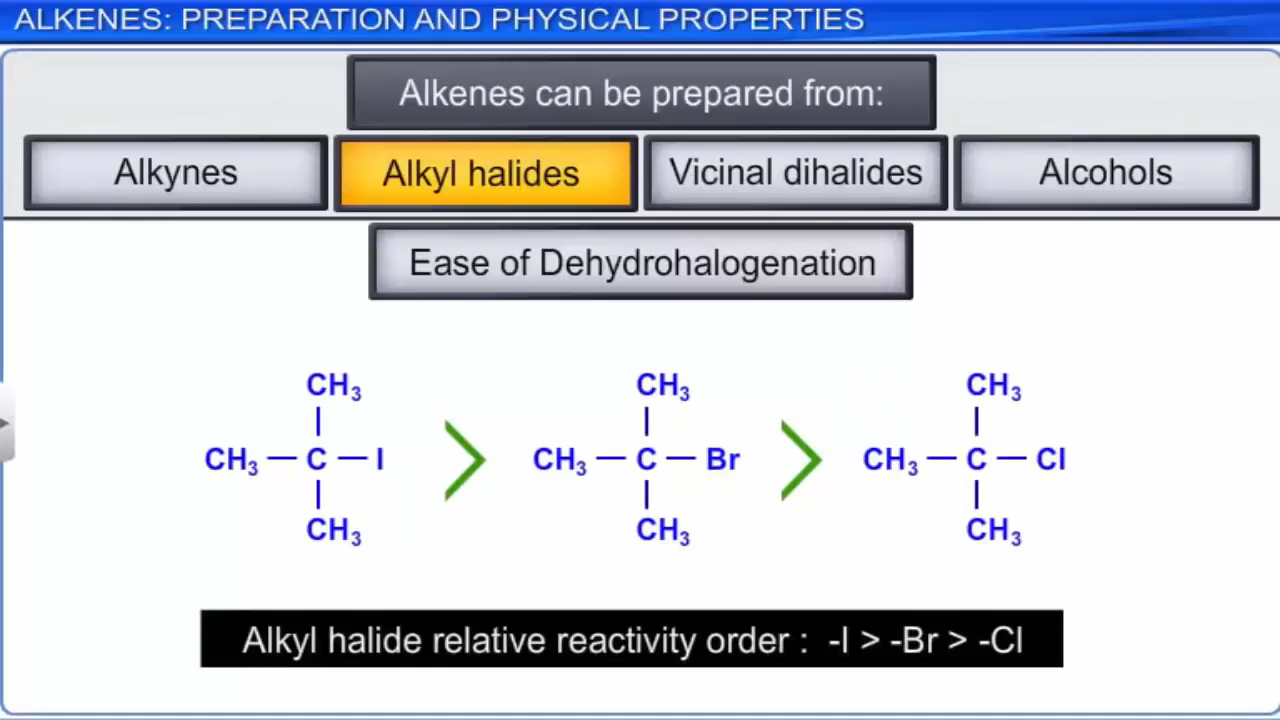 ALKENES: PREPARATION AND PHYSICAL PROPERTIES
Alkenes can be prepared from:
Alkynes Alkyl halides Vicinal dihalides Alcohols
Ease of Dehydrohalogenation
CH₃ CH₃ CH₃
CH₃ — C — I > CH₃ — C — Br > CH₃ — C — Cl
CH₃ CH₃ CH₃
Alkyl halide relative reactivity order : -I > -Br > -Cl